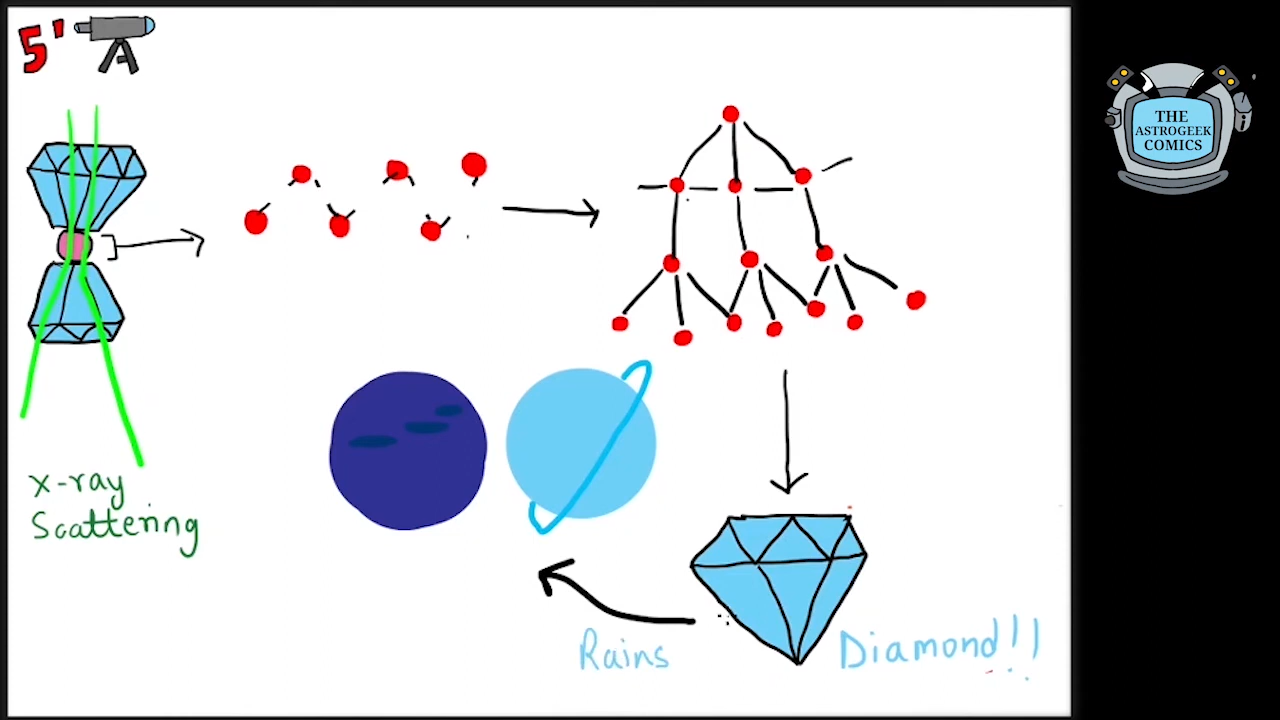 5'
THE
ASTROGEEK
COMICS
x-ray
Scattering
Rains
Diamond!!